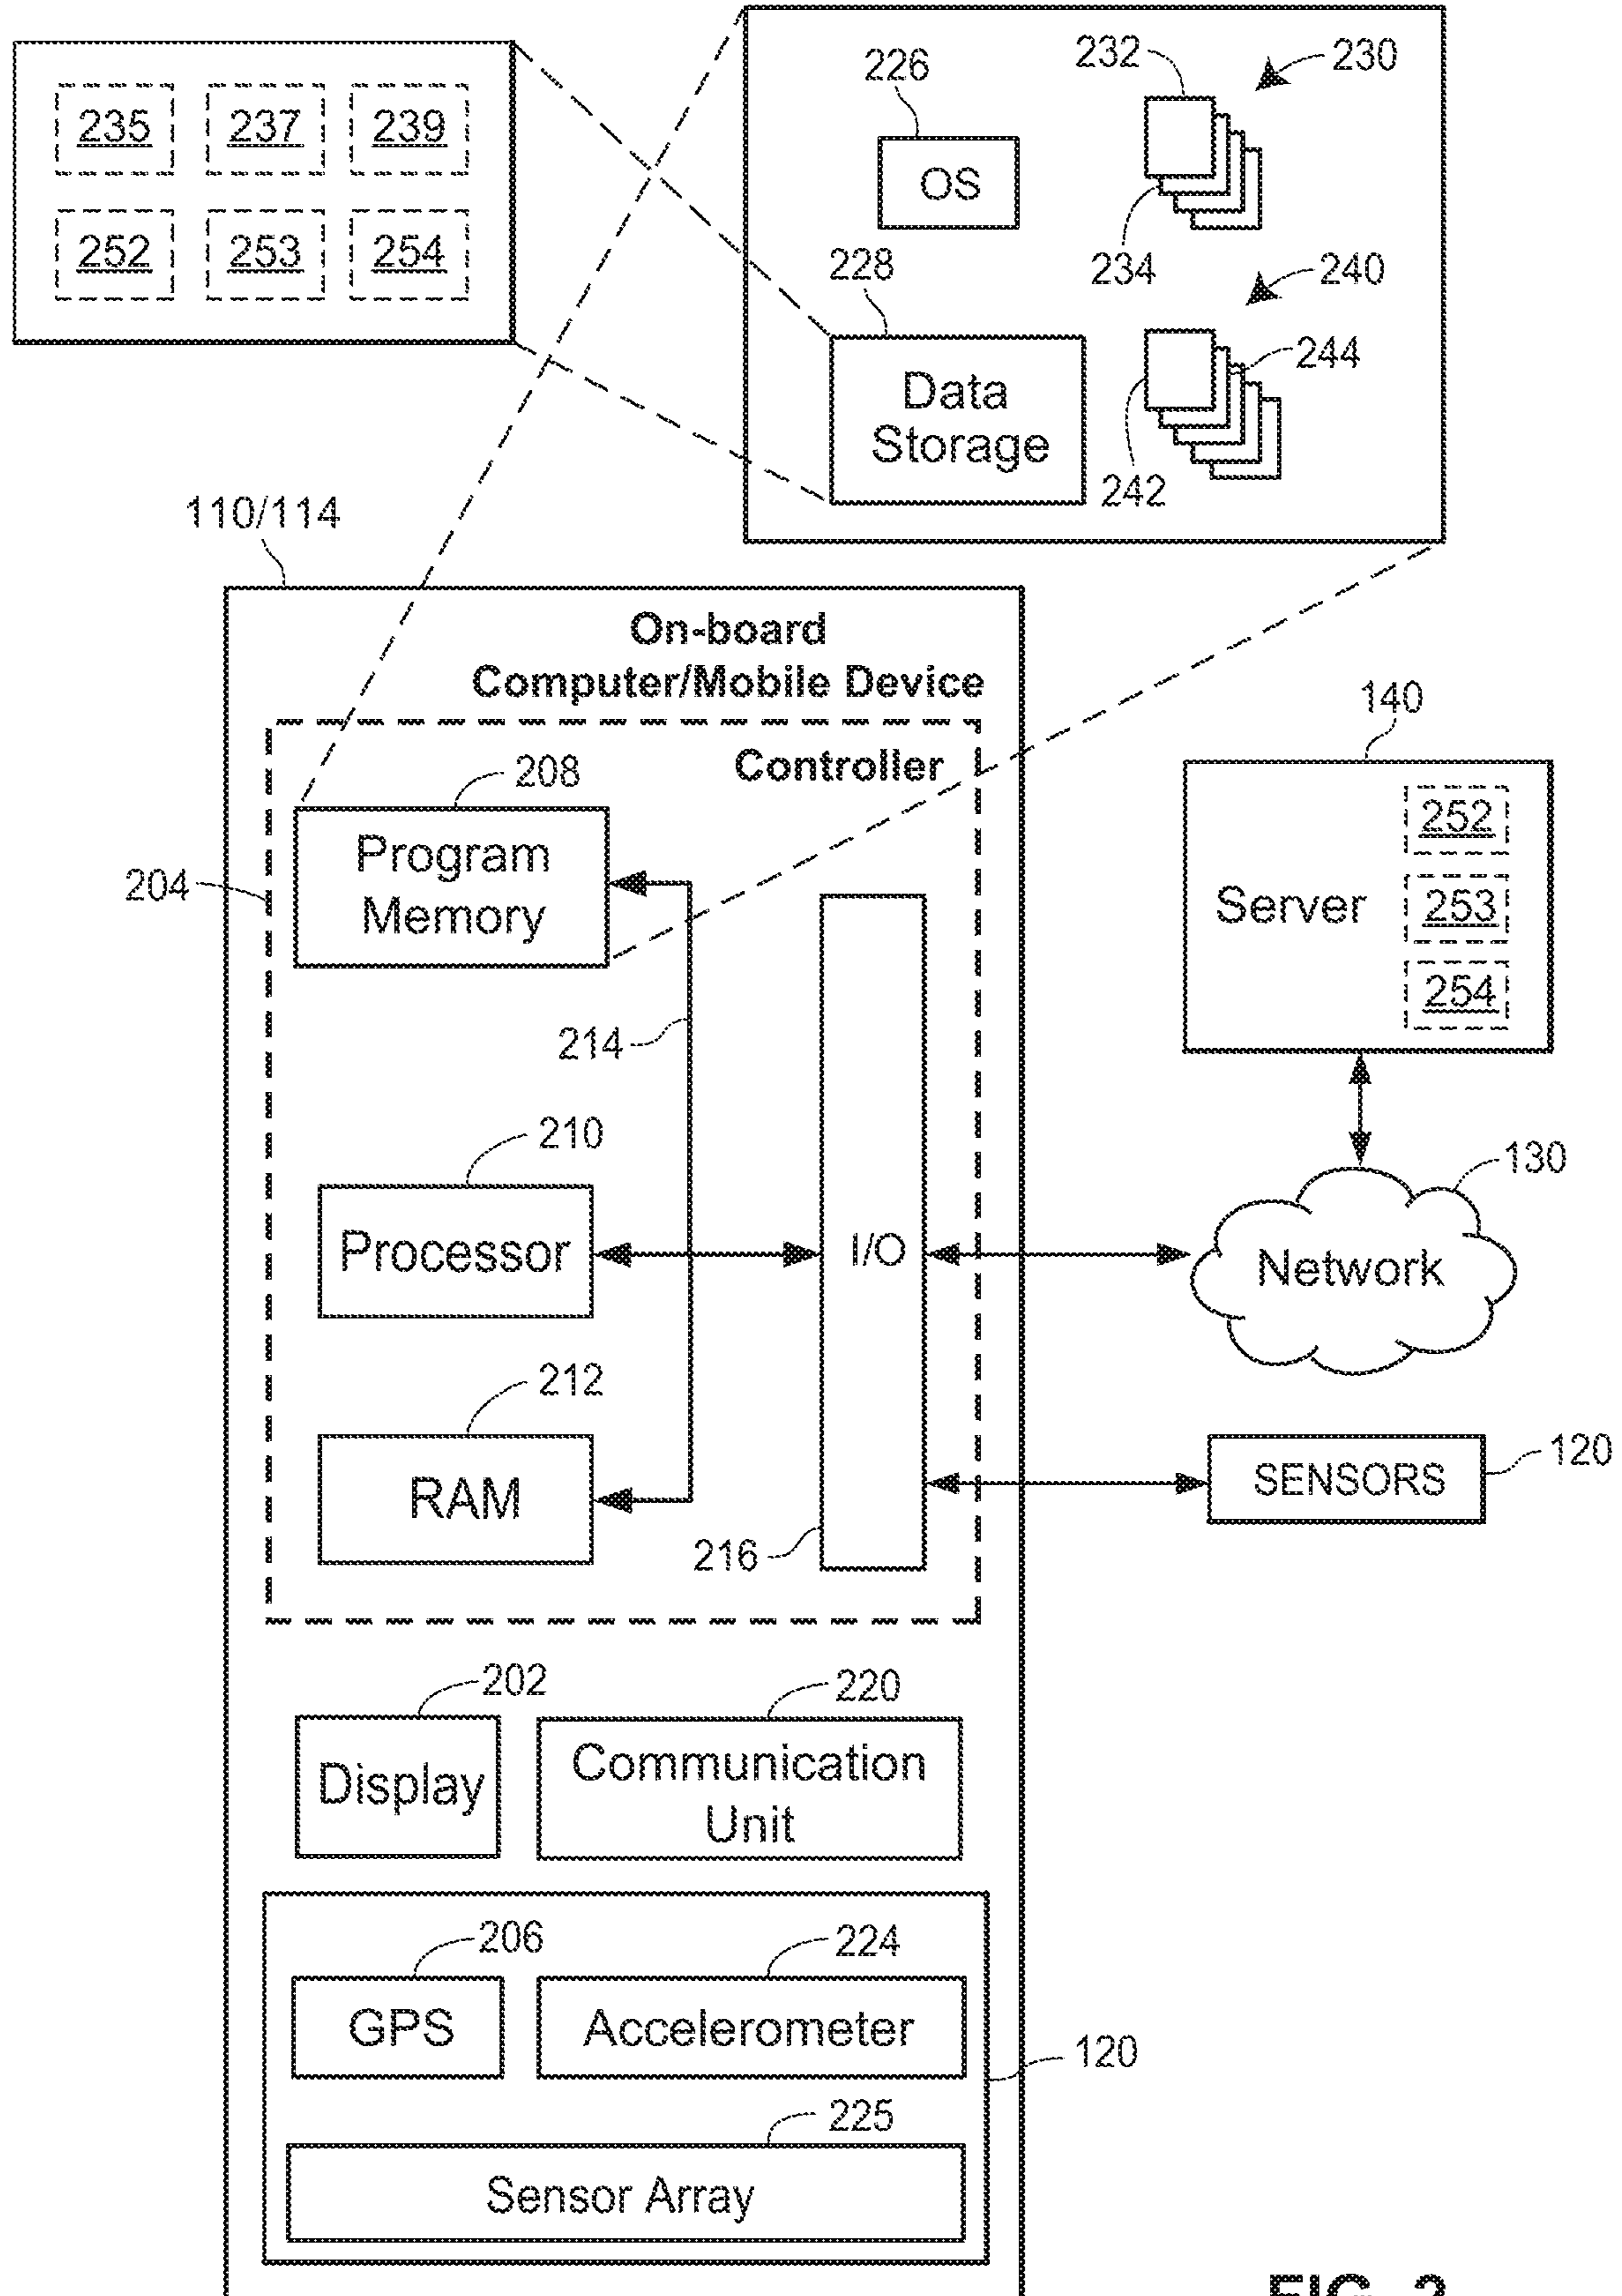 235 237 239
252 253 254
226
232
230
OS
234
228
240
244
Data
Storage
242
110/114
On-board
Computer/Mobile Device
Controller
208
Program
Memory
204
214
210
Processor
I/O
212
RAM
216
140
252
Server
253
254
130
Network
SENSORS
120
202
220
Display
Communication
Unit
206
224
GPS
Accelerometer
120
225
Sensor Array